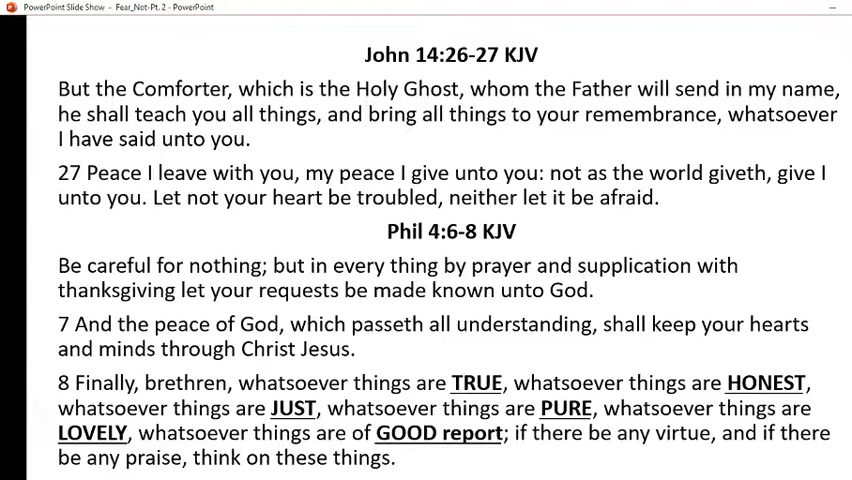 PowerPoint Slide Show - Fear_Not-Pt. 2 - PowerPoint
John 14:26-27 KJV
But the Comforter, which is the Holy Ghost, whom the Father will send in my name,
he shall teach you all things, and bring all things to your remembrance, whatsoever
I have said unto you.
27 Peace I leave with you, my peace I give unto you: not as the world giveth, give I
unto you. Let not your heart be troubled, neither let it be afraid.
Phil 4:6-8 KJV
Be careful for nothing; but in every thing by prayer and supplication with
thanksgiving let your requests be made known unto God.
7 And the peace of God, which passeth all understanding, shall keep your hearts
and minds through Christ Jesus.
8 Finally, brethren, whatsoever things are TRUE, whatsoever things are HONEST,
whatsoever things are JUST, whatsoever things are PURE, whatsoever things are
LOVELY, whatsoever things are of GOOD report; if there be any virtue, and if there
be any praise, think on these things.